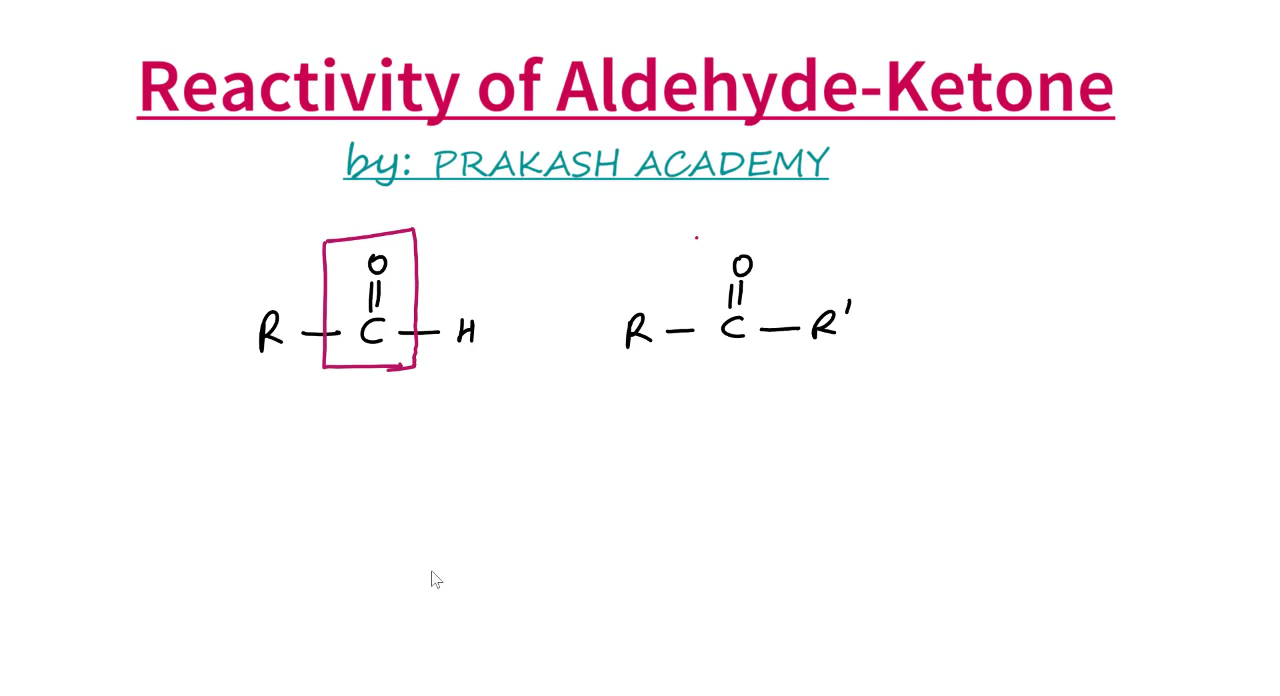 Reactivity of Aldehyde-Ketone
by: PRAKASH ACADEMY
O O
|| ||
R — C — H R — C — R'